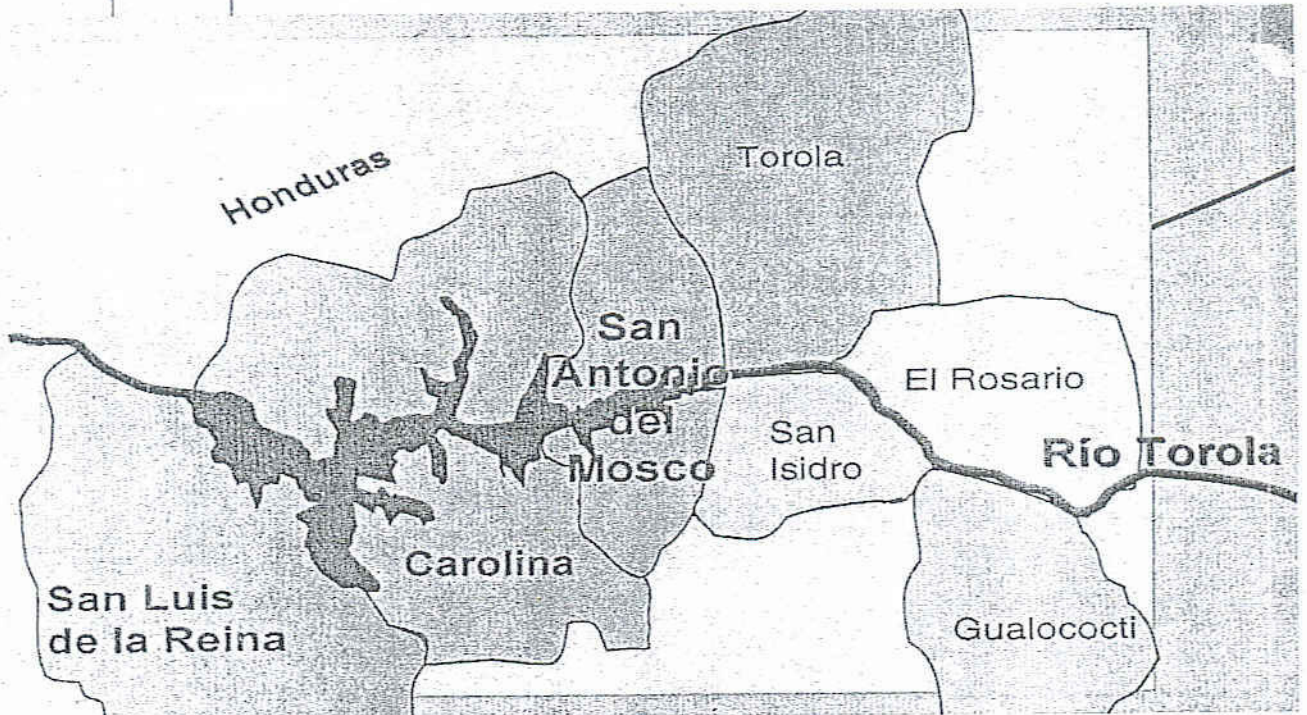 Honduras
Torola
San
Antonio
del
Mosco
El Rosario
San
Isidro
Río Torola
Carolina
San Luis
de la Reina
Gualococti